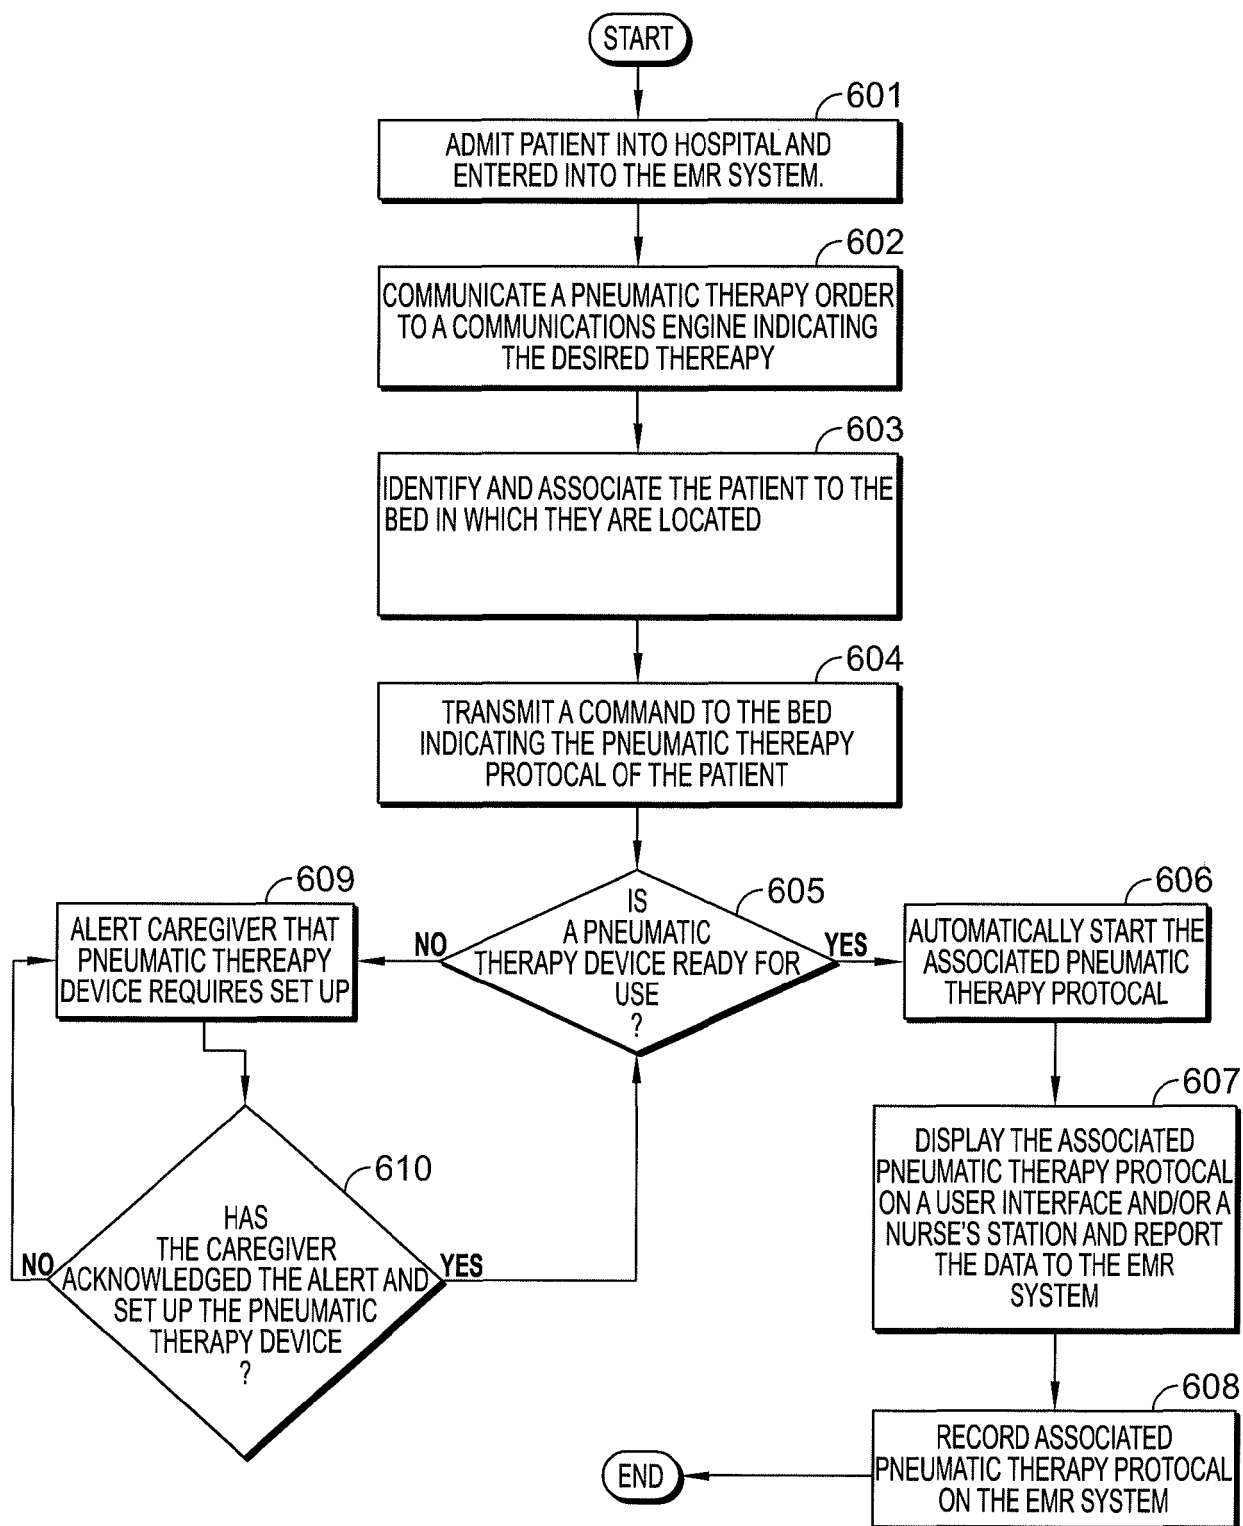 START
601
ADMIT PATIENT INTO HOSPITAL AND
ENTERED INTO THE EMR SYSTEM.
602
COMMUNICATE A PNEUMATIC THERAPY ORDER
TO A COMMUNICATIONS ENGINE INDICATING
THE DESIRED THEREAPY
603
IDENTIFY AND ASSOCIATE THE PATIENT TO THE
BED IN WHICH THEY ARE LOCATED
604
TRANSMIT A COMMAND TO THE BED
INDICATING THE PNEUMATIC THEREAPY
PROTOCAL OF THE PATIENT
605
IS
A PNEUMATIC
THERAPY DEVICE READY FOR
USE
?
NO
YES
609
ALERT CAREGIVER THAT
PNEUMATIC THEREAPY
DEVICE REQUIRES SET UP
610
HAS
THE CAREGIVER
ACKNOWLEDGED THE ALERT AND
SET UP THE PNEUMATIC
THERAPY DEVICE
?
NO
YES
606
AUTOMATICALLY START THE
ASSOCIATED PNEUMATIC
THERAPY PROTOCAL
607
DISPLAY THE ASSOCIATED
PNEUMATIC THERAPY PROTOCAL
ON A USER INTERFACE AND/OR A
NURSE'S STATION AND REPORT
THE DATA TO THE EMR
SYSTEM
608
RECORD ASSOCIATED
PNEUMATIC THERAPY PROTOCAL
ON THE EMR SYSTEM
END